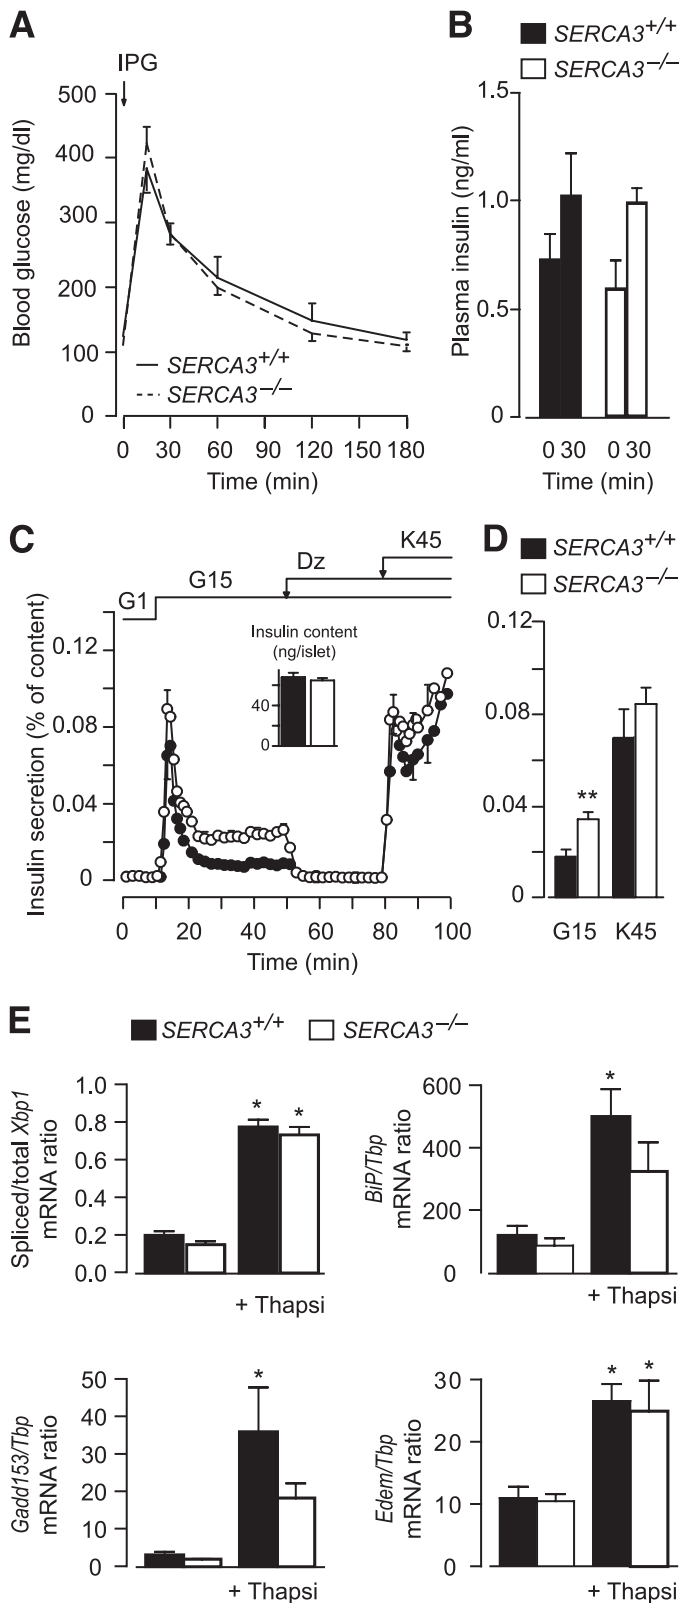 A
IPG
Blood glucose (mg/dl)
500
400
300
200
100
0
SERCA3+/+
SERCA3−/−
0 30 60 90 120 150 180
Time (min)
B
SERCA3+/+
SERCA3−/−
Plasma insulin (ng/ml)
1.5
1.0
0.5
0
0 30 0 30
Time (min)
C
K45
Dz
G15
G1
Insulin secretion (% of content)
0.12
0.08
0.04
0
Insulin content
(ng/islet)
40
0
0 20 40 60 80 100
Time (min)
D
SERCA3+/+
SERCA3−/−
0.12
0.08
0.04
0
**
G15 K45
E
SERCA3+/+ SERCA3−/−
Spliced/total Xbp1
mRNA ratio
1.0
0.8
0.6
0.4
0.2
0.0
* *
+ Thapsi
BiP/Tbp
mRNA ratio
600
400
200
0
*
+ Thapsi
Gadd153/Tbp
mRNA ratio
50
40
30
20
10
0
*
+ Thapsi
Edem/Tbp
mRNA ratio
30
20
10
0
* *
+ Thapsi